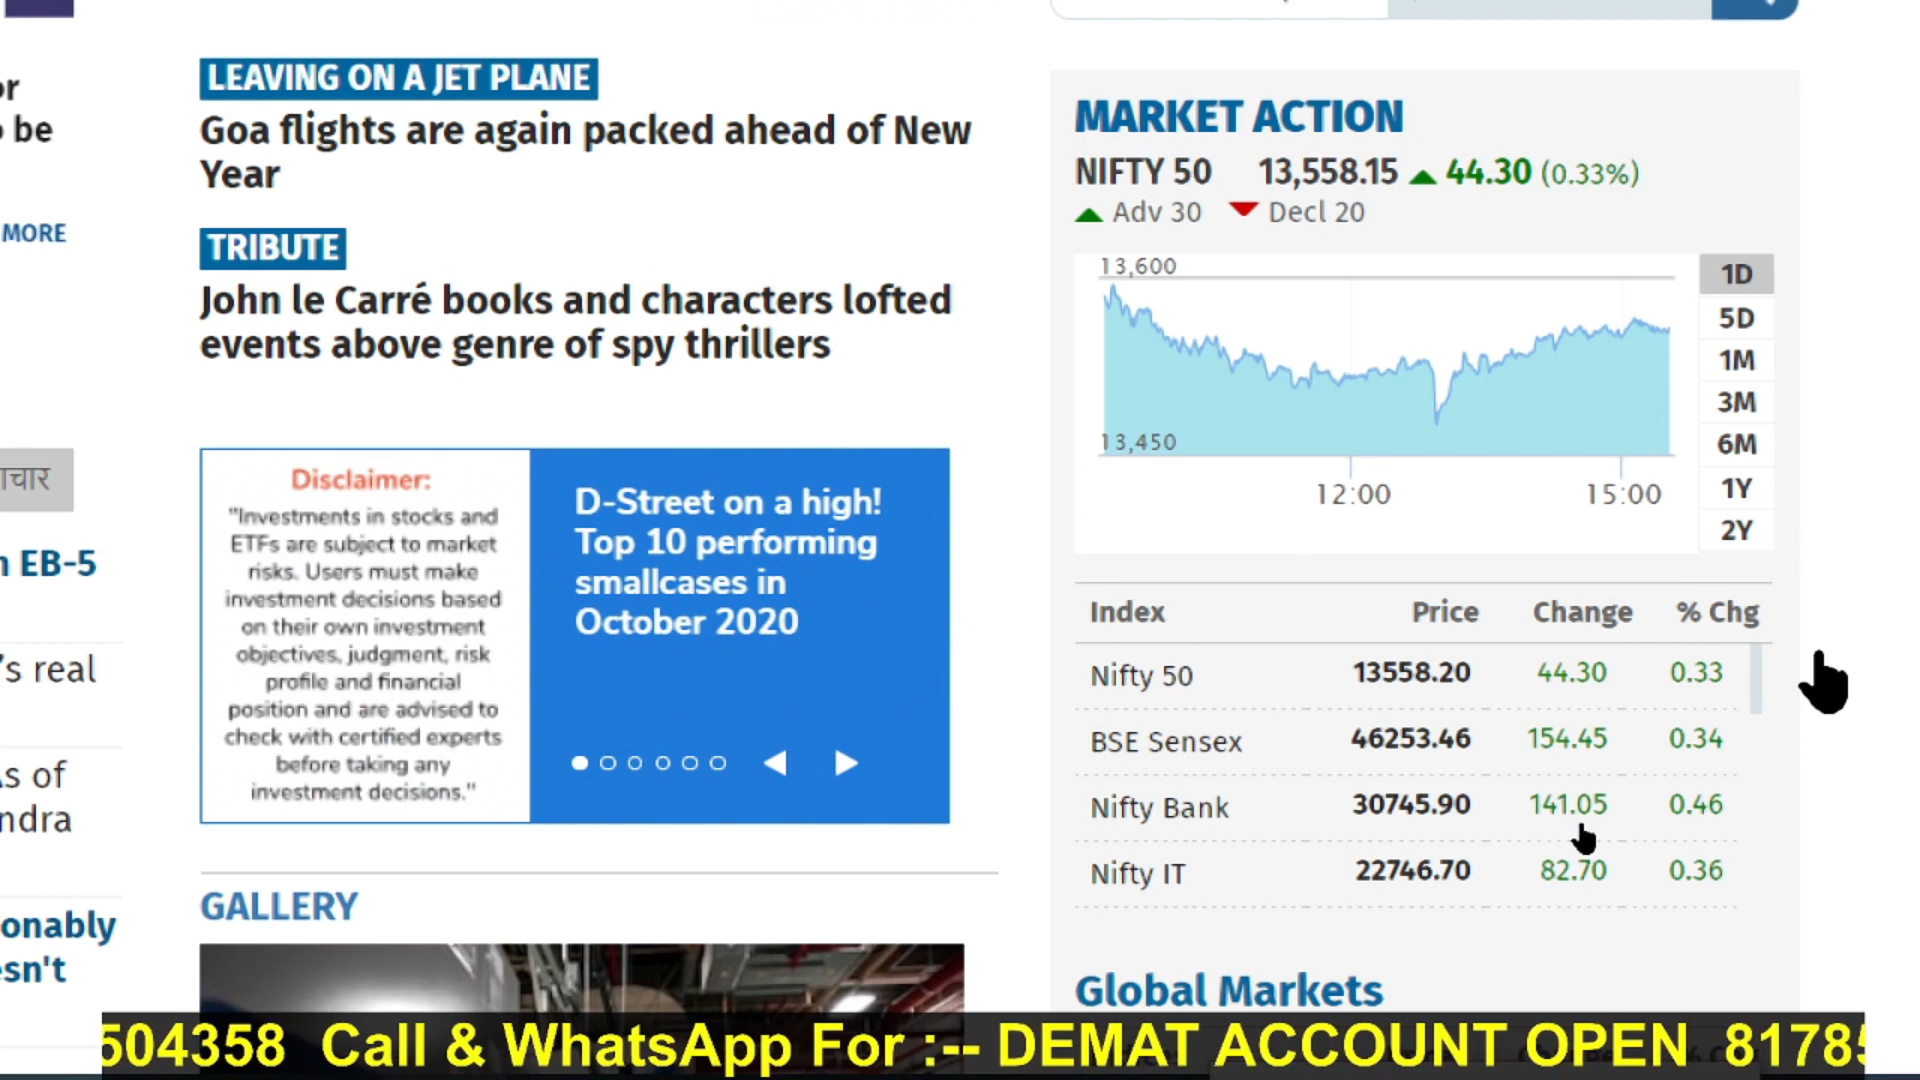 or
o be
MORE
ाचार
n EB-5
's real
As of
ndra
onably
esn't
LEAVING ON A JET PLANE
Goa flights are again packed ahead of New
Year
TRIBUTE
John le Carré books and characters lofted
events above genre of spy thrillers
Disclaimer:
"Investments in stocks and
ETFs are subject to market
risks. Users must make
investment decisions based
on their own investment
objectives, judgment, risk
profile and financial
position and are advised to
check with certified experts
before taking any
investment decisions."
D-Street on a high!
Top 10 performing
smallcases in
October 2020
GALLERY
MARKET ACTION
NIFTY 50 13,558.15 44.30 (0.33%)
Adv 30 Decl 20
13,600
13,450
12:00 15:00
1D
5D
1M
3M
6M
1Y
2Y
Index Price Change % Chg
Nifty 50 13558.20 44.30 0.33
BSE Sensex 46253.46 154.45 0.34
Nifty Bank 30745.90 141.05 0.46
Nifty IT 22746.70 82.70 0.36
Global Markets
504358 Call & WhatsApp For :-- DEMAT ACCOUNT OPEN 8178